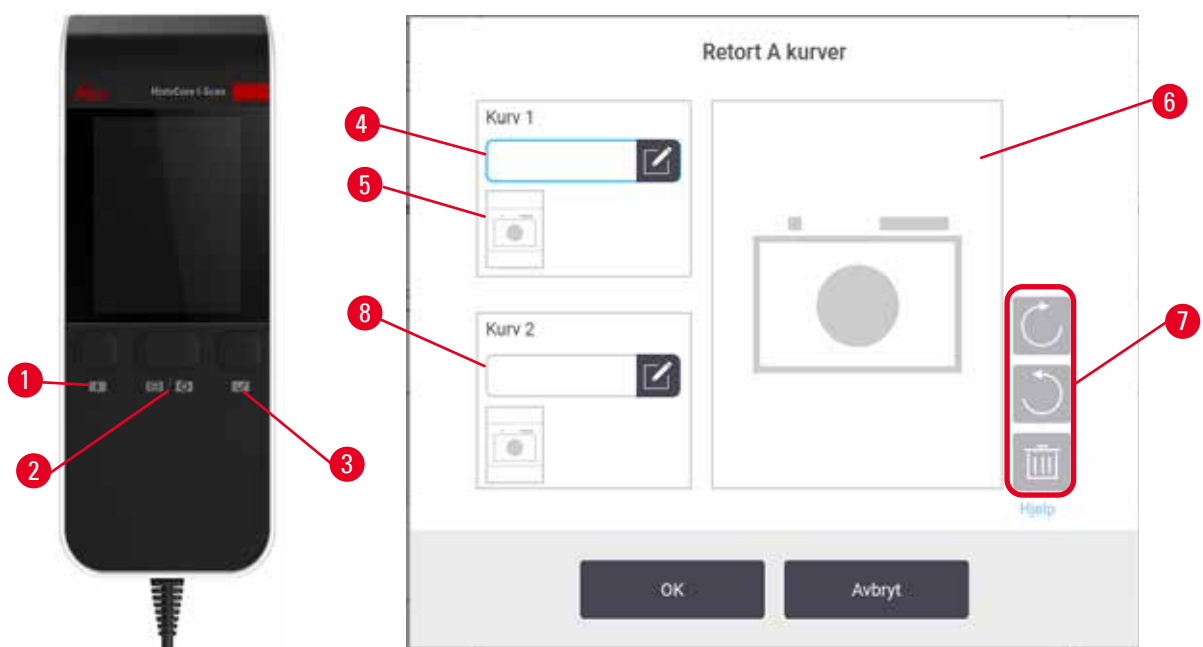 Leica
HistoCore I-Scan
1
2
3
Retort A kurver
Kurv 1
4
5
6
Kurv 2
8
7
Hjelp
OK
Avbryt